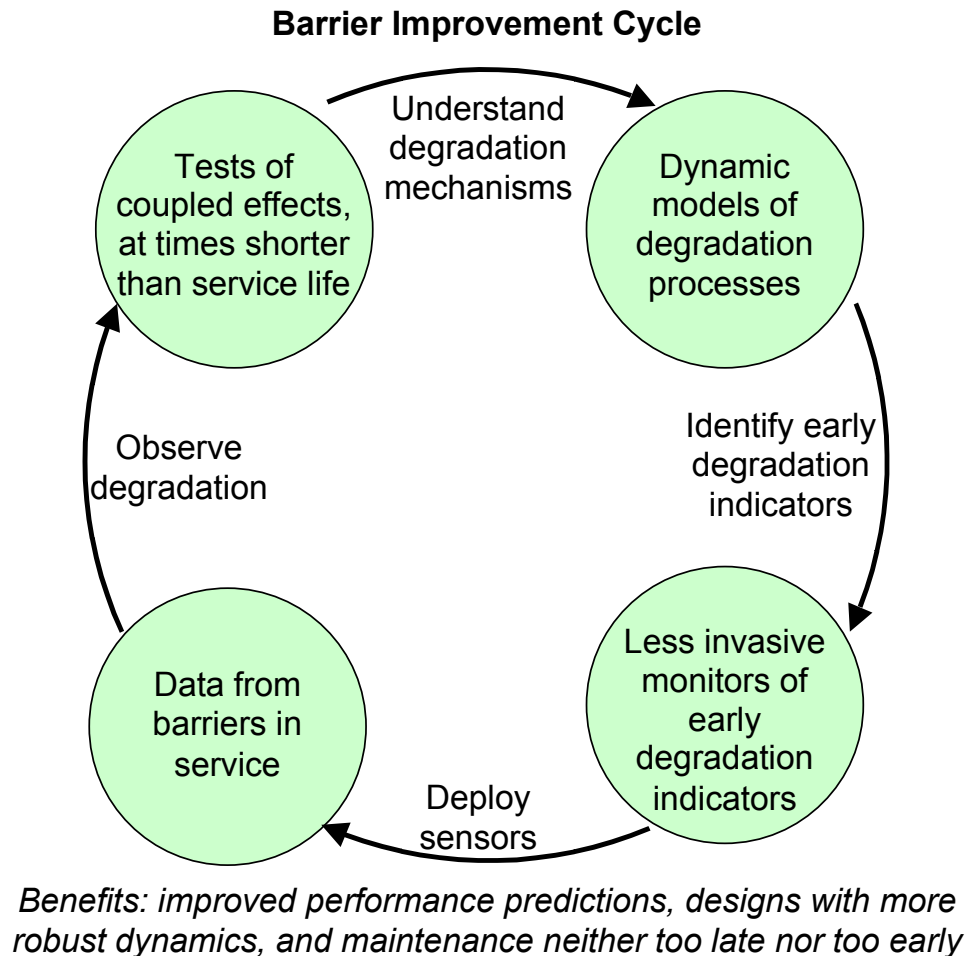 Barrier Improvement Cycle
Tests of
coupled effects,
at times shorter
than service life
Understand
degradation
mechanisms
Dynamic
models of
degradation
processes
Identify early
degradation
indicators
Less invasive
monitors of
early
degradation
indicators
Deploy
sensors
Data from
barriers in
service
Observe
degradation
Benefits: improved performance predictions, designs with more
robust dynamics, and maintenance neither too late nor too early